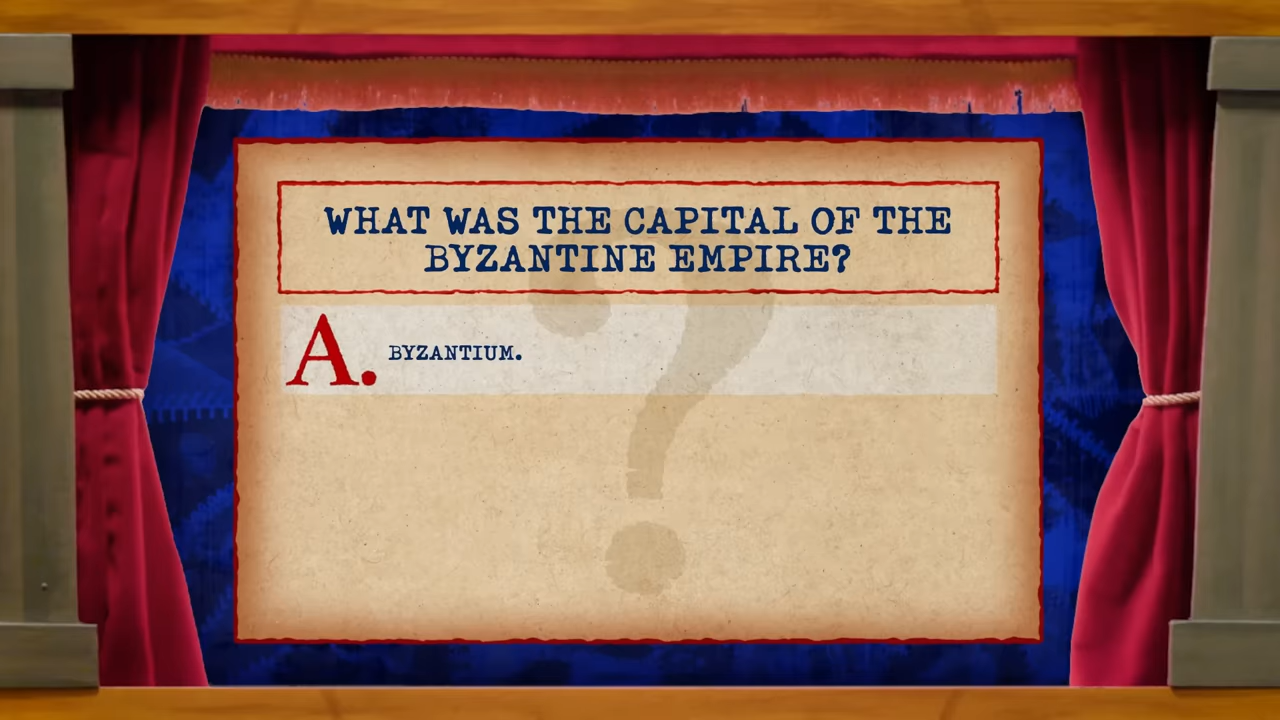 WHAT WAS THE CAPITAL OF THE
BYZANTINE EMPIRE?
A. BYZANTIUM.